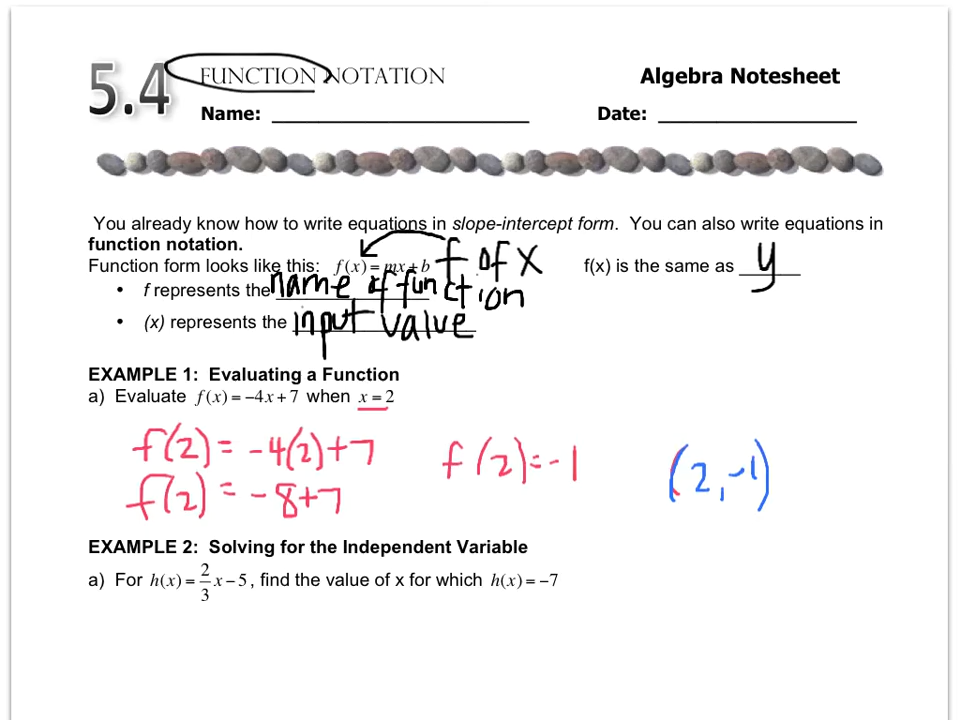 5.4 FUNCTION NOTATION Algebra Notesheet
Name: ____________________ Date: ____________________
You already know how to write equations in slope-intercept form. You can also write equations in
function notation.
Function form looks like this: f(x) = mx + b f of x f(x) is the same as y
• f represents the name of function
• (x) represents the input value
EXAMPLE 1: Evaluating a Function
a) Evaluate f(x) = −4x + 7 when x = 2
f(2) = -4(2)+7 f(2)=-1 (2,-1)
f(2) = -8+7
EXAMPLE 2: Solving for the Independent Variable
a) For h(x) = 2/3 x − 5, find the value of x for which h(x) = −7